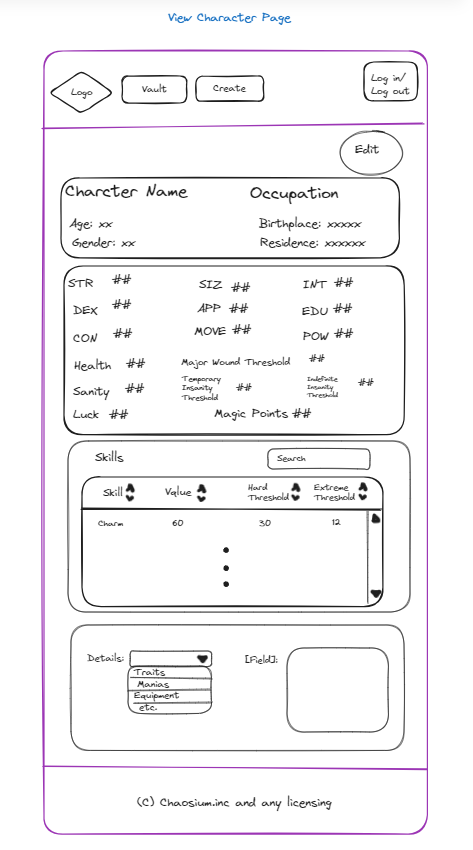 View Character Page
Logo
Vault
Create
Log in/
Log out
Edit
Charcter Name
Occupation
Age: xx
Birthplace: xxxxx
Gender: xx
Residence: xxxxxx
STR ## SIZ ## INT ##
DEX ## APP ## EDU ##
CON ## MOVE ## POW ##
Health ## Major Wound Threshold ##
Sanity ##
Temporary
Insanity
Threshold
##
Indefinite
Insanity
Threshold
##
Luck ## Magic Points ##
Skills
Search
Skill
Value
Hard
Threshold
Extreme
Threshold
Charm 60 30 12
Details:
[Field]:
Traits
Manias
Equipment
etc.
(C) Chaosium.inc and any licensing